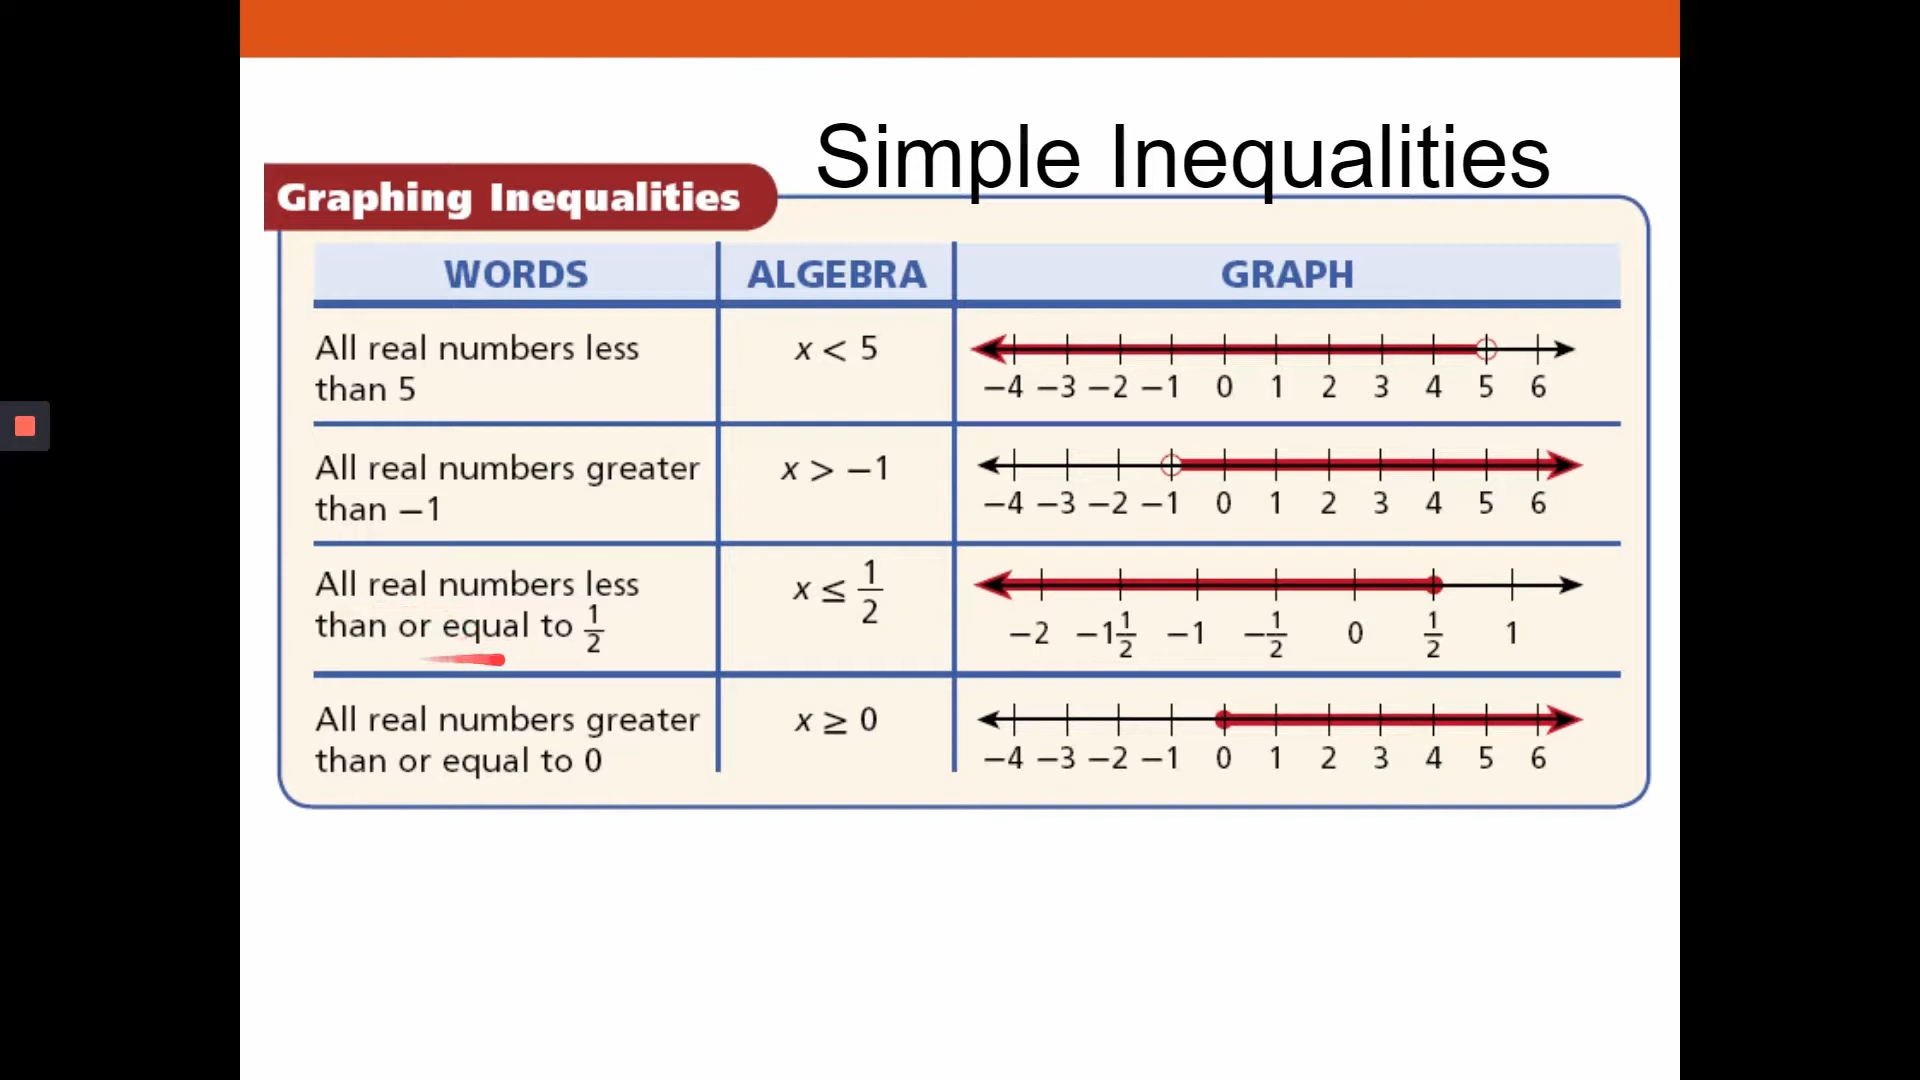 Simple Inequalities
Graphing Inequalities
WORDS ALGEBRA GRAPH
All real numbers less
than 5
x < 5
−4 −3 −2 −1 0 1 2 3 4 5 6
All real numbers greater
than −1
x > −1
−4 −3 −2 −1 0 1 2 3 4 5 6
All real numbers less
than or equal to 1/2
x ≤ 1/2
−2 −1 1/2 −1 −1/2 0 1/2 1
All real numbers greater
than or equal to 0
x ≥ 0
−4 −3 −2 −1 0 1 2 3 4 5 6